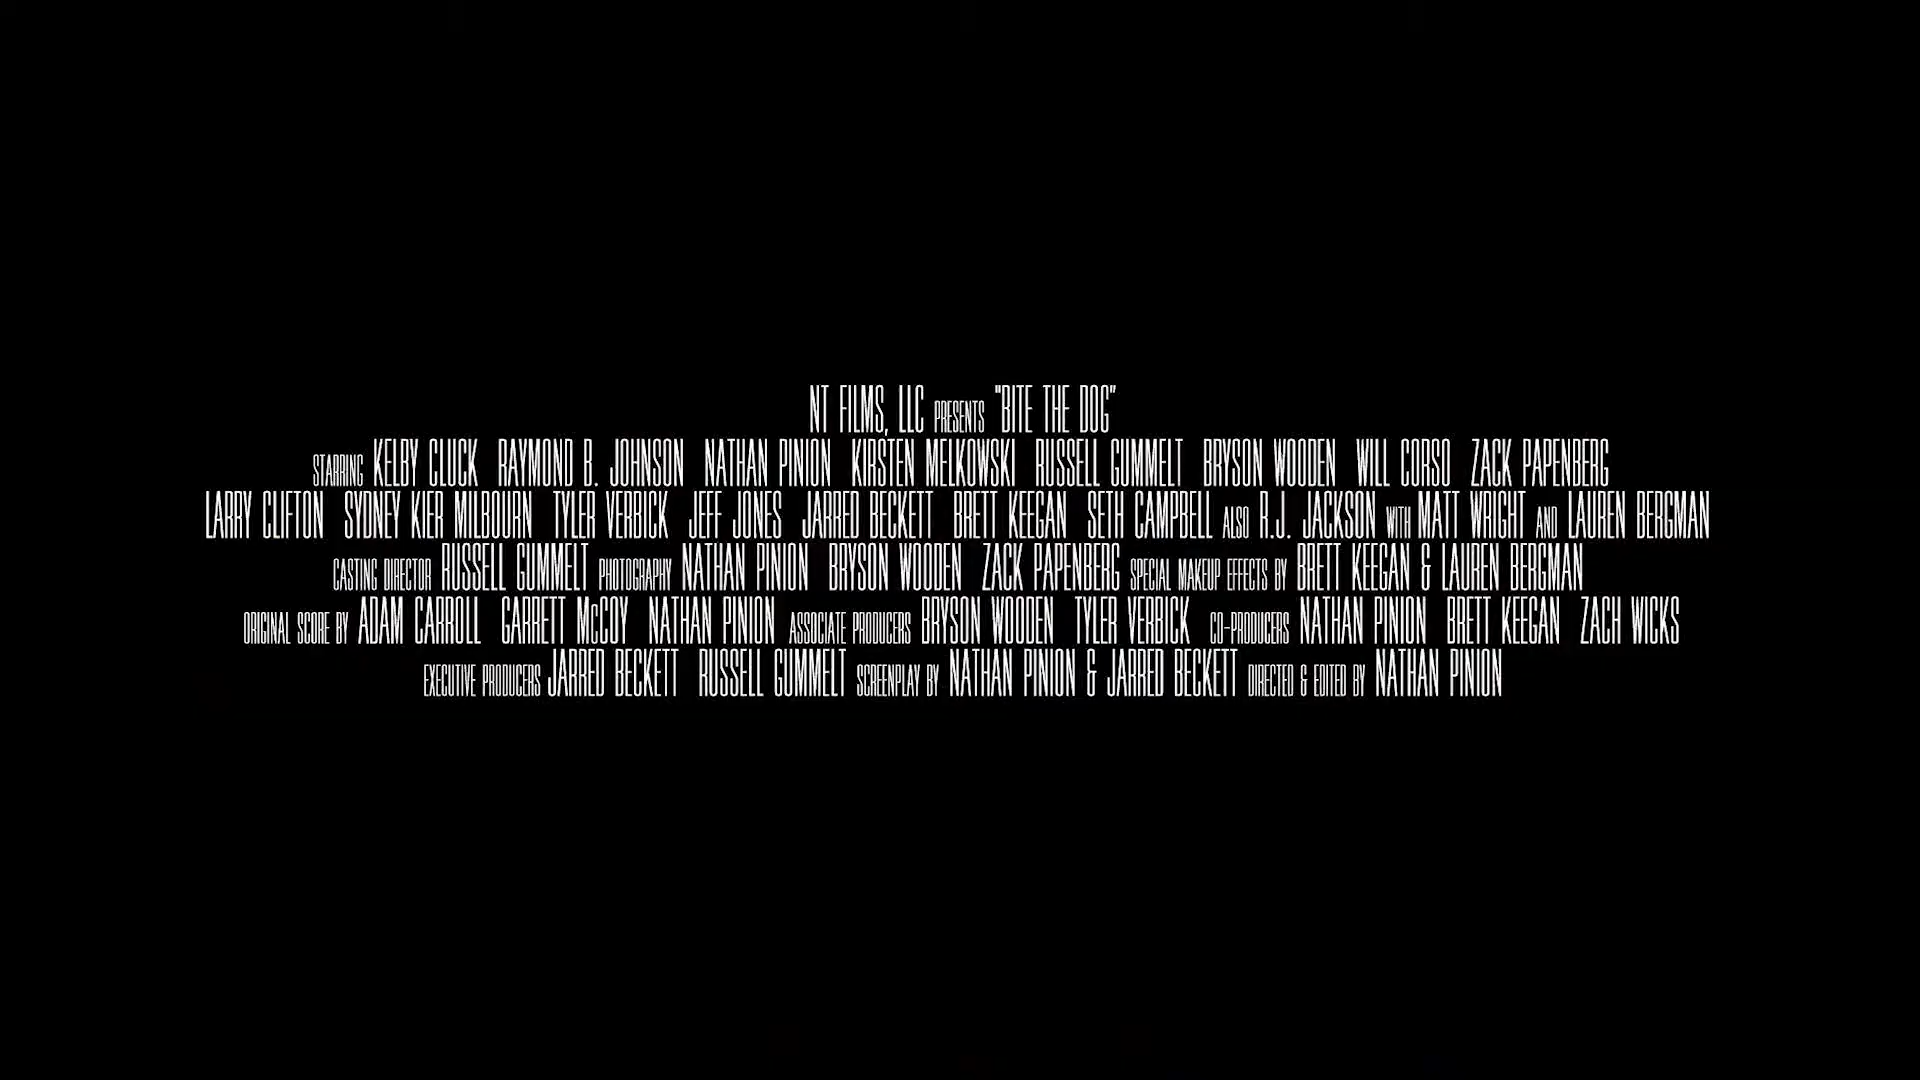 NT FILMS, LLC PRESENTS "BITE THE DOG"
STARRING KELBY CLUCK RAYMOND B. JOHNSON NATHAN PINION KIRSTEN MELKOWSKI RUSSELL GUMMELT BRYSON WOODEN WILL CORSO ZACK PAPENBERG
LARRY CLIFTON SYDNEY KIER MILBOURN TYLER VERBICK JEFF JONES JARRED BECKETT BRETT KEEGAN SETH CAMPBELL ALSO R.J. JACKSON WITH MATT WRIGHT AND LAUREN BERGMAN
CASTING DIRECTOR RUSSELL GUMMELT PHOTOGRAPHY NATHAN PINION BRYSON WOODEN ZACK PAPENBERG SPECIAL MAKEUP EFFECTS BY BRETT KEEGAN & LAUREN BERGMAN
ORIGINAL SCORE BY ADAM CARROLL GARRETT McCOY NATHAN PINION ASSOCIATE PRODUCERS BRYSON WOODEN TYLER VERBICK CO-PRODUCERS NATHAN PINION BRETT KEEGAN ZACH WICKS
EXECUTIVE PRODUCERS JARRED BECKETT RUSSELL GUMMELT SCREENPLAY BY NATHAN PINION & JARRED BECKETT DIRECTED & EDITED BY NATHAN PINION